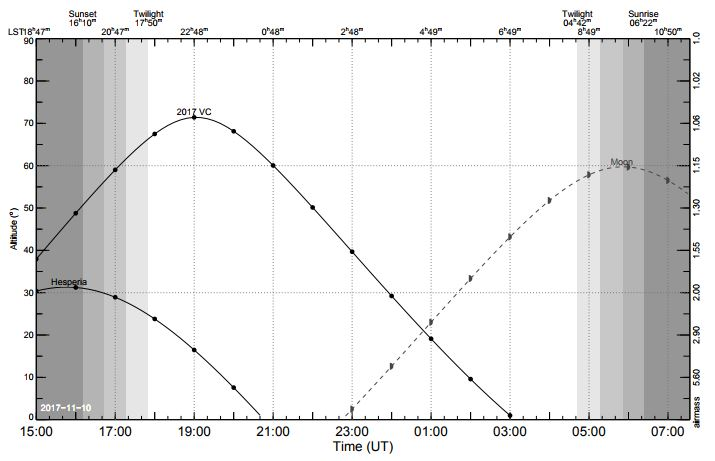 Sunset Twilight Twilight Sunrise
16ʰ10ᵐ 17ʰ50ᵐ 04ʰ42ᵐ 06ʰ22ᵐ
LST18ʰ47ᵐ 20ʰ47ᵐ 22ʰ48ᵐ 0ʰ48ᵐ 2ʰ48ᵐ 4ʰ49ᵐ 6ʰ49ᵐ 8ʰ49ᵐ 10ʰ50ᵐ
90 1.0
80 1.02
2017 VC
70 1.06
Moon
60 1.15
50 1.30
Altitude (°)
40 1.55
Hesperia
30 2.00
20 2.90
10 5.60
2017-11-10
0 airmass
15:00 17:00 19:00 21:00 23:00 01:00 03:00 05:00 07:00
Time (UT)